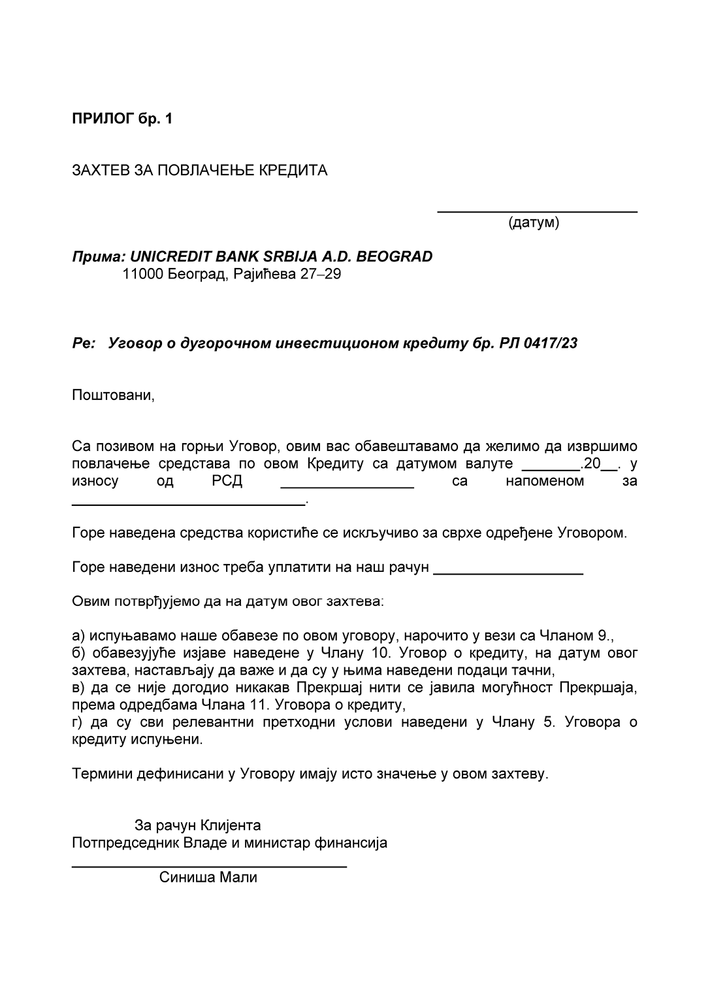 ПРИЛОГ бр. 1
ЗАХТЕВ ЗА ПОВЛАЧЕЊЕ КРЕДИТА
(датум)
Прима: UNICREDIT BANK SRBIJA A.D. BEOGRAD
11000 Београд, Рајићева 27–29
Ре: Уговор о дугорочном инвестиционом кредиту бр. РЛ 0417/23
Поштовани,
Са позивом на горњи Уговор, овим вас обавештавамо да желимо да извршимо
повлачење средстава по овом Кредиту са датумом валуте _______.20__. у
износу од РСД ________________ са напоменом за
____________________________.
Горе наведена средства користиће се искључиво за сврхе одређене Уговором.
Горе наведени износ треба уплатити на наш рачун __________________
Овим потврђујемо да на датум овог захтева:
а) испуњавамо наше обавезе по овом уговору, нарочито у вези са Чланом 9.,
б) обавезујуће изјаве наведене у Члану 10. Уговор о кредиту, на датум овог
захтева, настављају да важе и да су у њима наведени подаци тачни,
в) да се није догодио никакав Прекршај нити се јавила могућност Прекршаја,
према одредбама Члана 11. Уговора о кредиту,
г) да су сви релевантни претходни услови наведени у Члану 5. Уговора о
кредиту испуњени.
Термини дефинисани у Уговору имају исто значење у овом захтеву.
За рачун Клијента
Потпредседник Владе и министар финансија
_________________________________
Синиша Мали